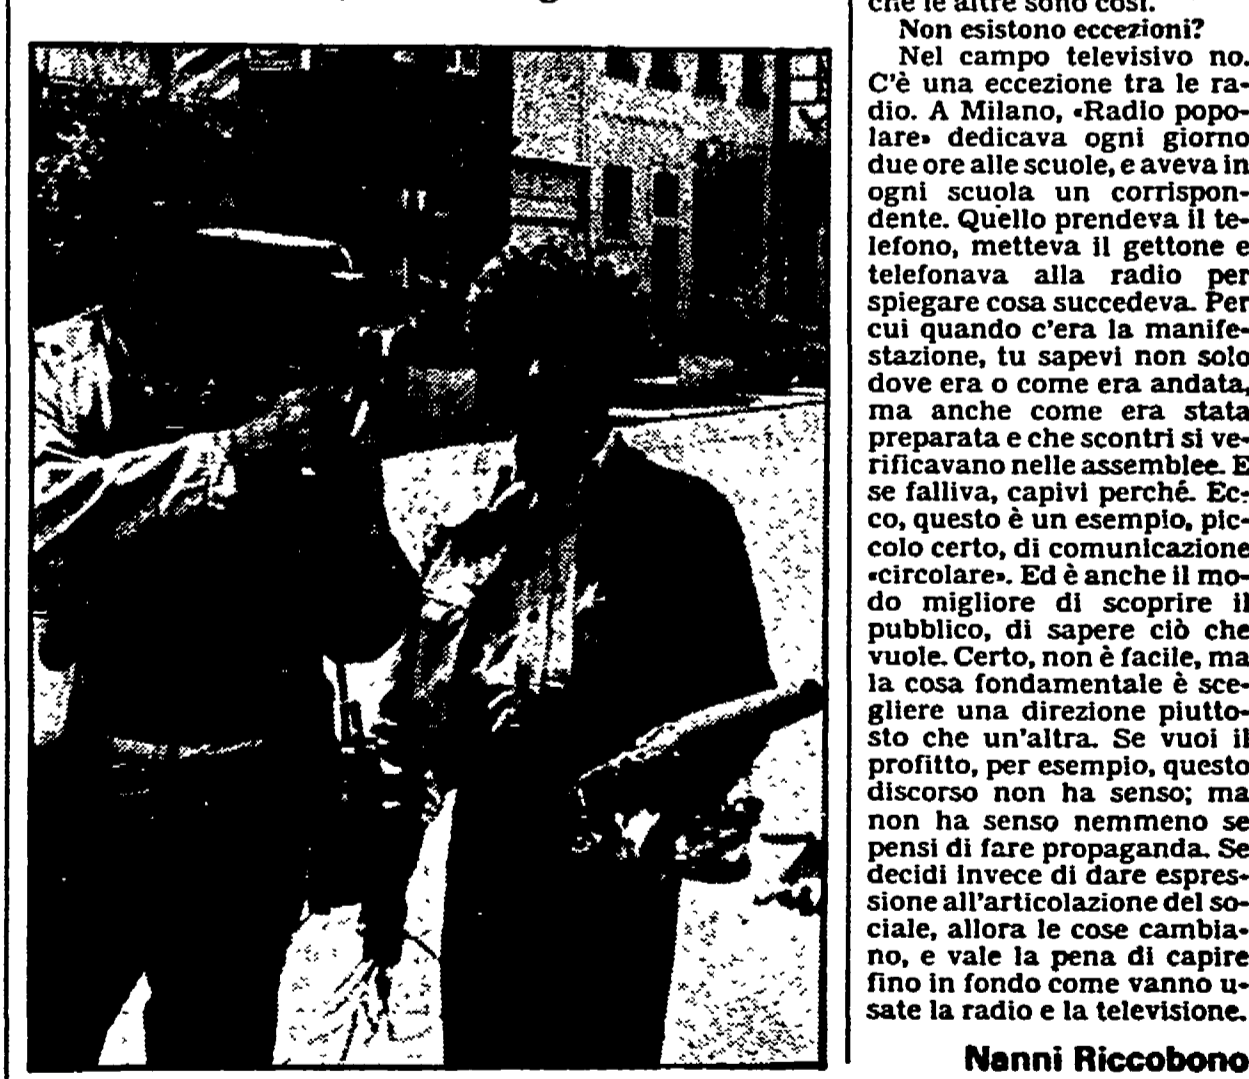 che le altre sono così.
Non esistono eccezioni?
Nel campo televisivo no.
C'è una eccezione tra le ra-
dio. A Milano, «Radio popo-
lare» dedicava ogni giorno
due ore alle scuole, e aveva in
ogni scuola un corrispon-
dente. Quello prendeva il te-
lefono, metteva il gettone e
telefonava alla radio per
spiegare cosa succedeva. Per
cui quando c'era la manife-
stazione, tu sapevi non solo
dove era o come era andata,
ma anche come era stata
preparata e che scontri si ve-
rificavano nelle assemblee. E
se falliva, capivi perché. Ec-
co, questo è un esempio, pic-
colo certo, di comunicazione
«circolare». Ed è anche il mo-
do migliore di scoprire il
pubblico, di sapere ciò che
vuole. Certo, non è facile, ma
la cosa fondamentale è sce-
gliere una direzione piutto-
sto che un'altra. Se vuoi il
profitto, per esempio, questo
discorso non ha senso; ma
non ha senso nemmeno se
pensi di fare propaganda. Se
decidi invece di dare espres-
sione all'articolazione del so-
ciale, allora le cose cambia-
no, e vale la pena di capire
fino in fondo come vanno u-
sate la radio e la televisione.
Nanni Riccobono